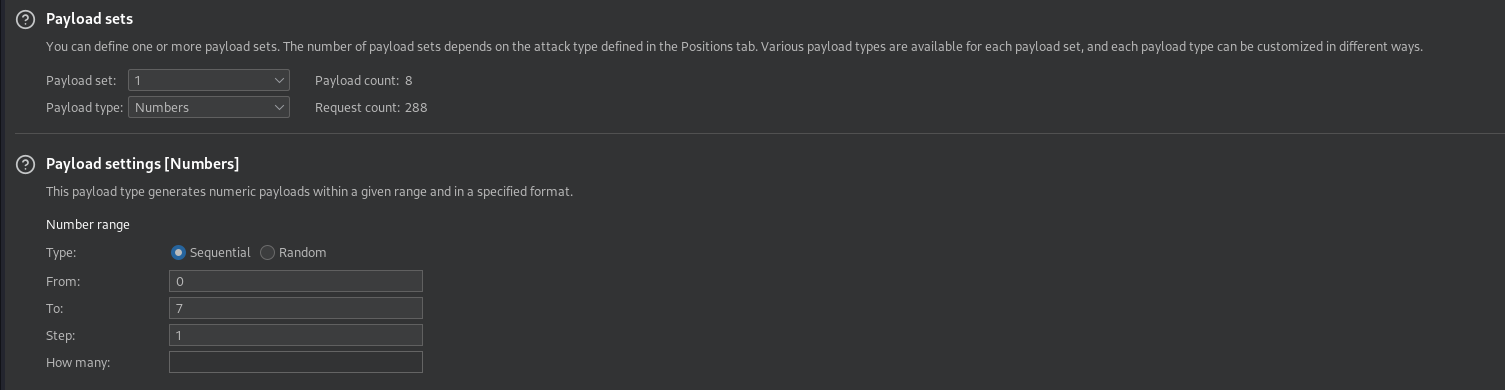 Payload sets
You can define one or more payload sets. The number of payload sets depends on the attack type defined in the Positions tab. Various payload types are available for each payload set, and each payload type can be customized in different ways.
Payload set: 1 Payload count: 8
Payload type: Numbers Request count: 288
Payload settings [Numbers]
This payload type generates numeric payloads within a given range and in a specified format.
Number range
Type: Sequential Random
From: 0
To: 7
Step: 1
How many: